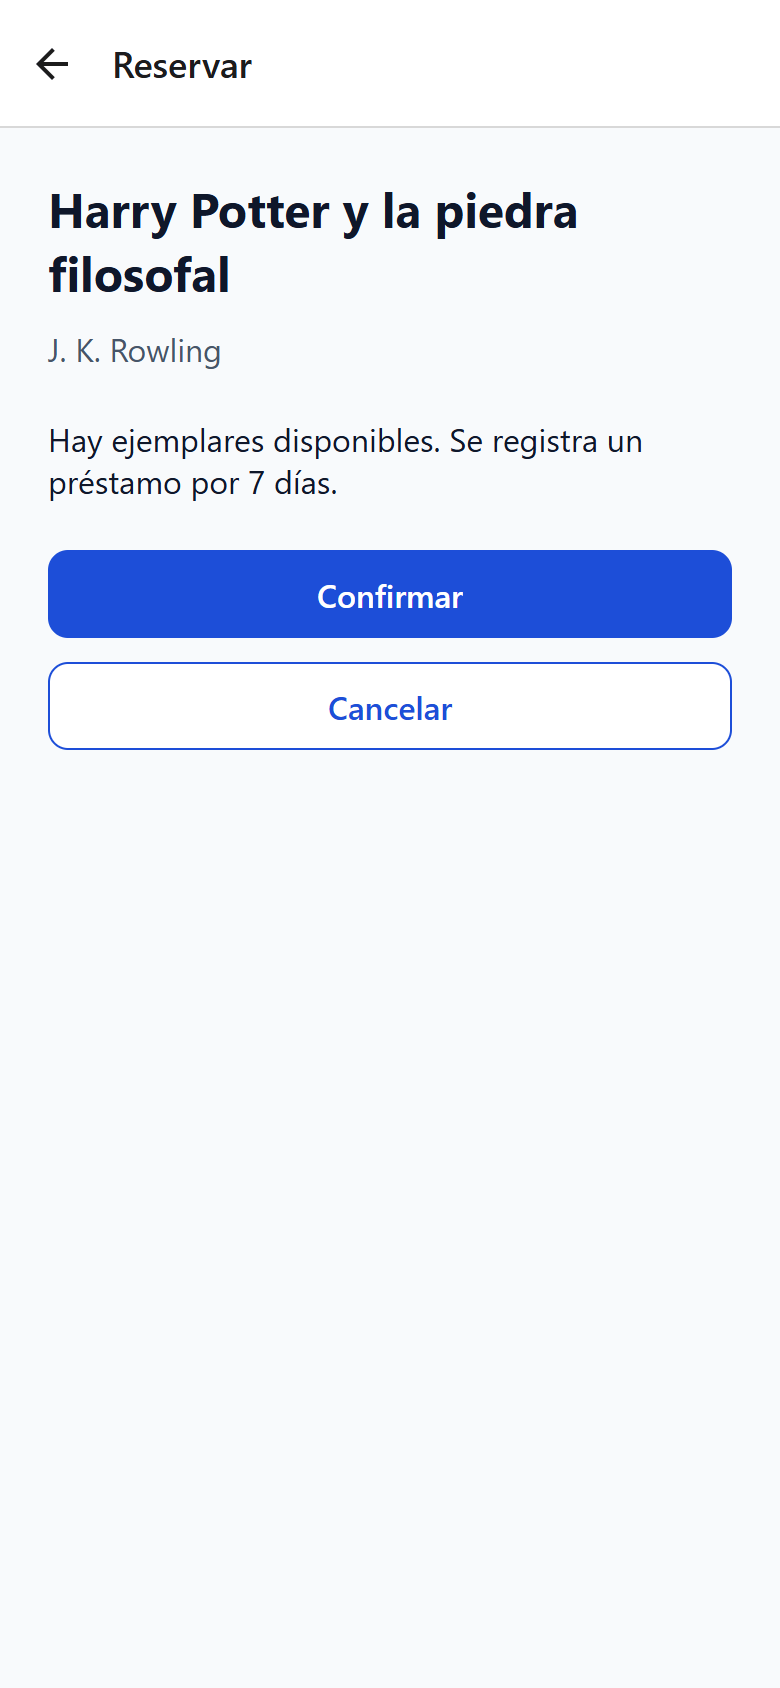 Reservar
Harry Potter y la piedra
filosofal
J. K. Rowling
Hay ejemplares disponibles. Se registra un
préstamo por 7 días.
Confirmar
Cancelar